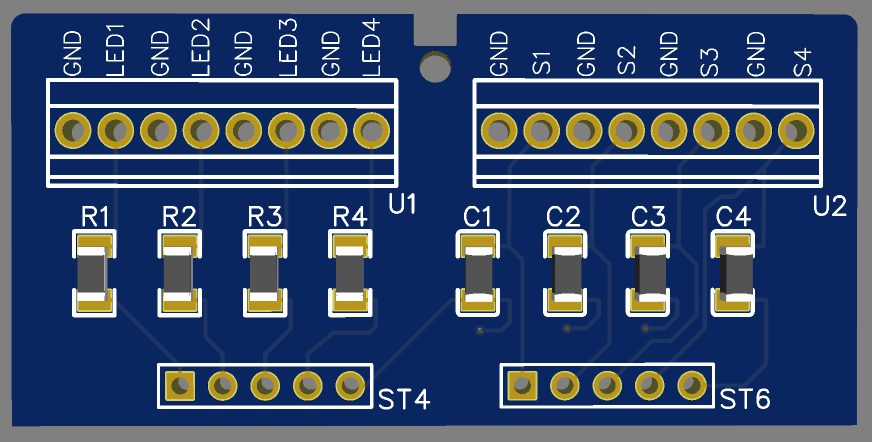 GND LED1 GND LED2 GND LED3 GND LED4
GND S1 GND S2 GND S3 GND S4
U1
U2
R1 R2 R3 R4
C1 C2 C3 C4
ST4
ST6